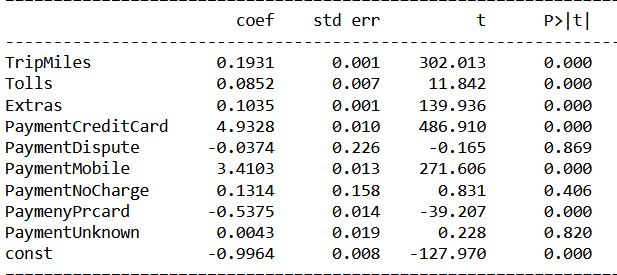 coef std err t P>|t|
TripMiles 0.1931 0.001 302.013 0.000
Tolls 0.0852 0.007 11.842 0.000
Extras 0.1035 0.001 139.936 0.000
PaymentCreditCard 4.9328 0.010 486.910 0.000
PaymentDispute -0.0374 0.226 -0.165 0.869
PaymentMobile 3.4103 0.013 271.606 0.000
PaymentNoCharge 0.1314 0.158 0.831 0.406
PaymenyPrcard -0.5375 0.014 -39.207 0.000
PaymentUnknown 0.0043 0.019 0.228 0.820
const -0.9964 0.008 -127.970 0.000